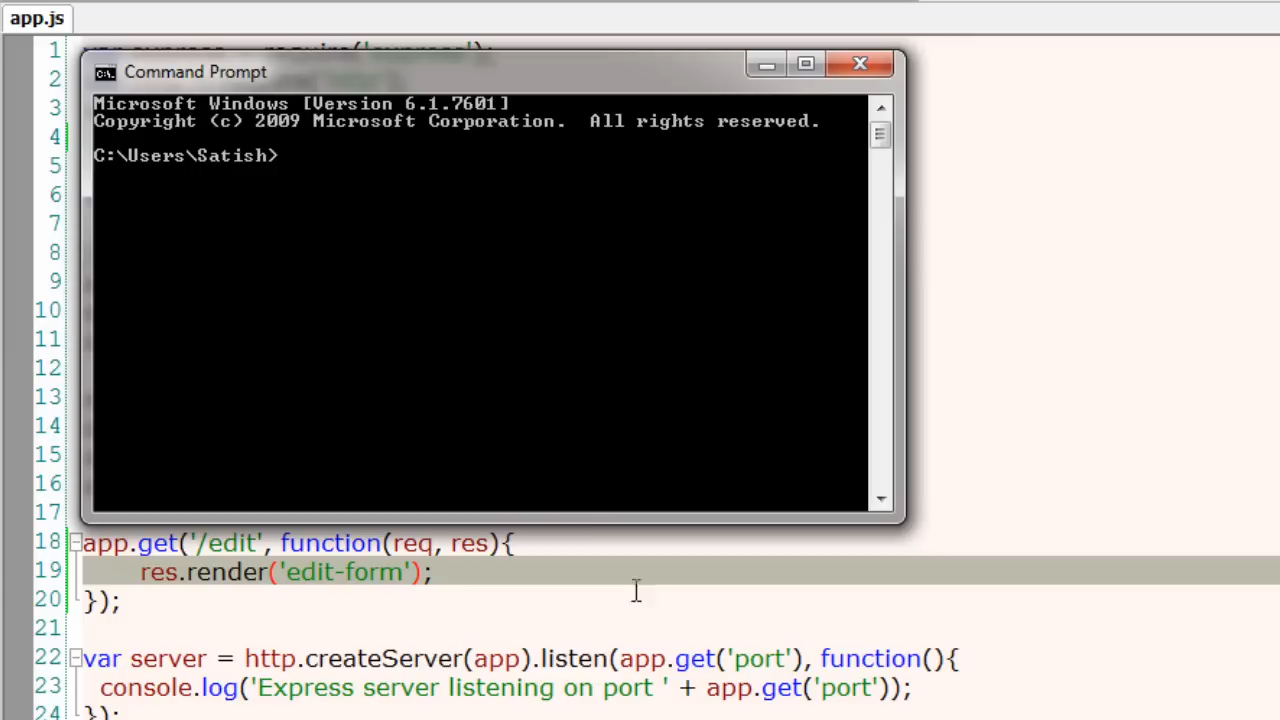 app.js
1
2
Command Prompt
Microsoft Windows [Version 6.1.7601]
Copyright (c) 2009 Microsoft Corporation.  All rights reserved.
C:\Users\Satish>
3
4
5
6
7
8
9
10
11
12
13
14
15
16
17
18 app.get('/edit', function(req, res){
19 res.render('edit-form');
20 });
21
22 var server = http.createServer(app).listen(app.get('port'), function(){
23 console.log('Express server listening on port ' + app.get('port'));
24 });